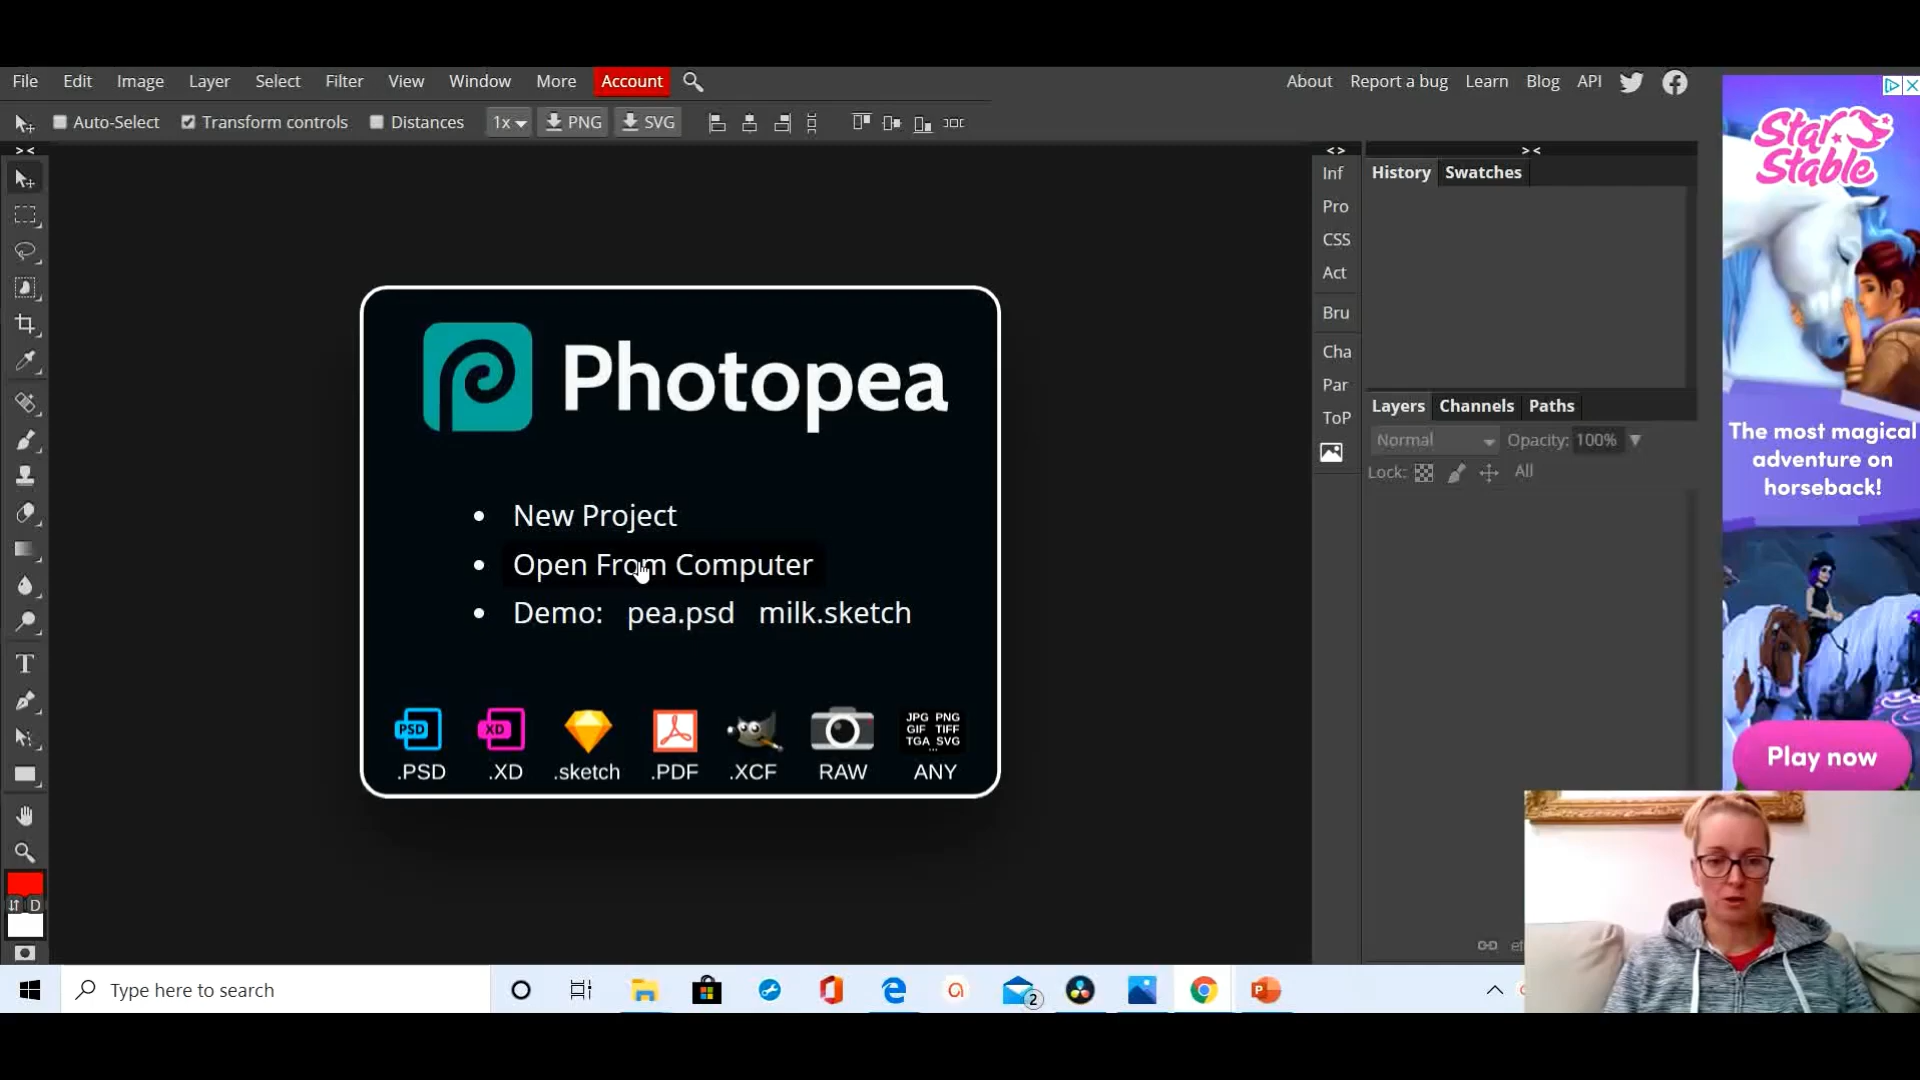 File Edit Image Layer Select Filter View Window More Account About Report a bug Learn Blog API
Auto-Select Transform controls Distances 1x PNG SVG
> < < > > <
Inf
Pro
CSS
Act
Bru
Cha
Par
ToP
History Swatches
Layers Channels Paths
Normal Opacity: 100%
Lock: All
Photopea
• New Project
• Open From Computer
• Demo: pea.psd milk.sketch
PSD XD JPG PNG
GIF TIFF
TGA SVG
...
.PSD .XD .sketch .PDF .XCF RAW ANY
T
D
Star
Stable
The most magical
adventure on
horseback!
Play now
Type here to search
2